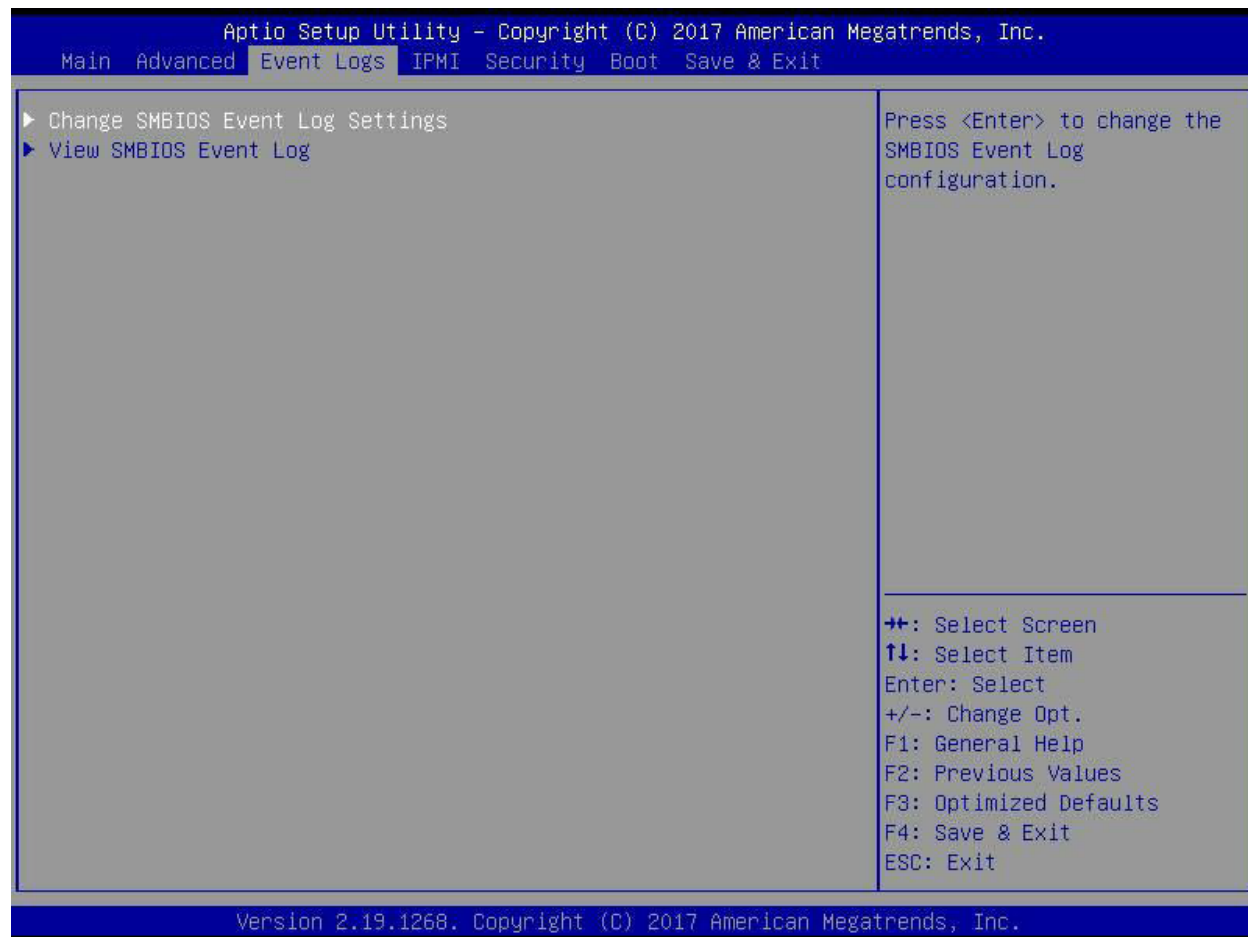 Aptio Setup Utility – Copyright (C) 2017 American Megatrends, Inc.
Main Advanced Event Logs IPMI Security Boot Save & Exit
▶ Change SMBIOS Event Log Settings
▶ View SMBIOS Event Log
Press <Enter> to change the
SMBIOS Event Log
configuration.
→←: Select Screen
↑↓: Select Item
Enter: Select
+/-: Change Opt.
F1: General Help
F2: Previous Values
F3: Optimized Defaults
F4: Save & Exit
ESC: Exit
Version 2.19.1268. Copyright (C) 2017 American Megatrends, Inc.